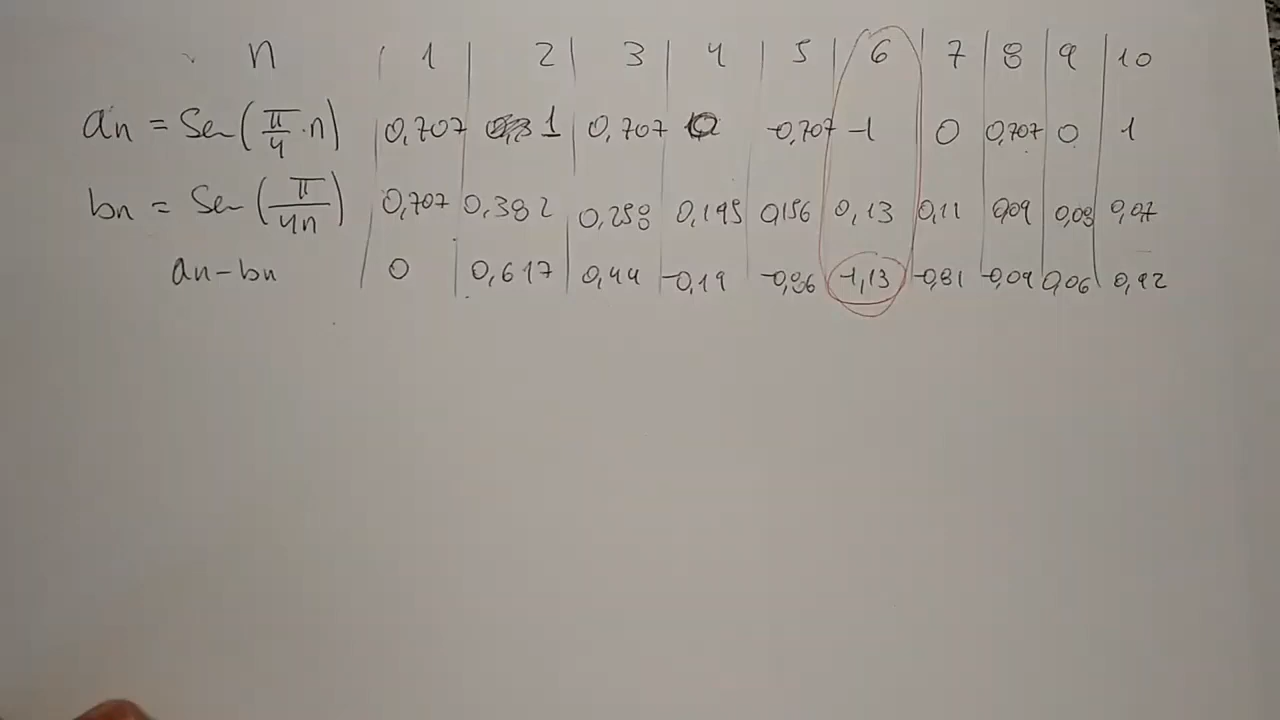 n 1 2 3 4 5 6 7 8 9 10
an = Sen(π/4 · n) 0,707 1 0,707 0 -0,707 -1 0 0,707 0 1
bn = Sen(π/4n) 0,707 0,382 0,258 0,195 0,156 0,13 0,11 0,09 0,08 0,07
an-bn 0 0,617 0,44 -0,19 -0,86 -1,13 -0,81 -0,09 0,06 0,92